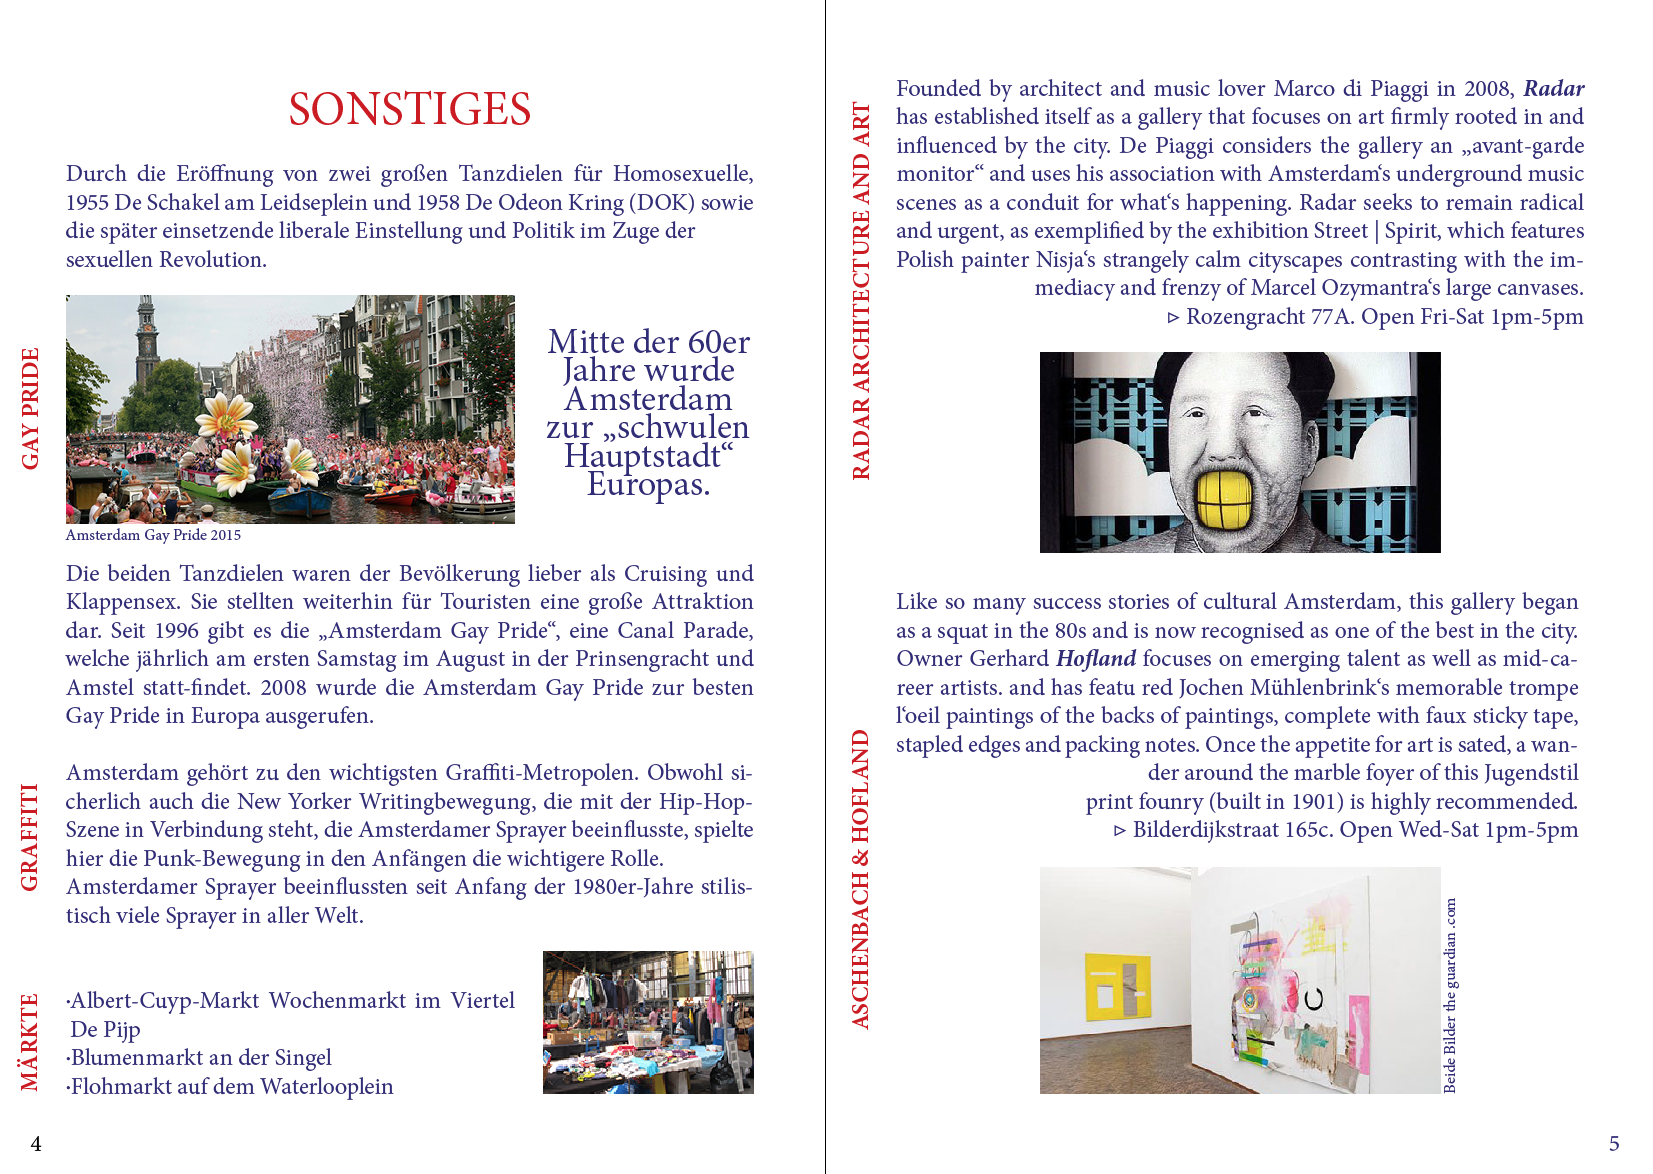 SONSTIGES
Durch die Eröffnung von zwei großen Tanzdielen für Homosexuelle,
1955 De Schakel am Leidseplein und 1958 De Odeon Kring (DOK) sowie
die später einsetzende liberale Einstellung und Politik im Zuge der
sexuellen Revolution.
GAY PRIDE
Mitte der 60er
Jahre wurde
Amsterdam
zur „schwulen
Hauptstadt“
Europas.
Amsterdam Gay Pride 2015
Die beiden Tanzdielen waren der Bevölkerung lieber als Cruising und
Klappensex. Sie stellten weiterhin für Touristen eine große Attraktion
dar. Seit 1996 gibt es die „Amsterdam Gay Pride“, eine Canal Parade,
welche jährlich am ersten Samstag im August in der Prinsengracht und
Amstel statt-findet. 2008 wurde die Amsterdam Gay Pride zur besten
Gay Pride in Europa ausgerufen.
GRAFFITI
Amsterdam gehört zu den wichtigsten Graffiti-Metropolen. Obwohl si-
cherlich auch die New Yorker Writingbewegung, die mit der Hip-Hop-
Szene in Verbindung steht, die Amsterdamer Sprayer beeinflusste, spielte
hier die Punk-Bewegung in den Anfängen die wichtigere Rolle.
Amsterdamer Sprayer beeinflussten seit Anfang der 1980er-Jahre stilis-
tisch viele Sprayer in aller Welt.
MÄRKTE
·Albert-Cuyp-Markt Wochenmarkt im Viertel
De Pijp
·Blumenmarkt an der Singel
·Flohmarkt auf dem Waterlooplein
4
RADAR ARCHITECTURE AND ART
Founded by architect and music lover Marco di Piaggi in 2008, Radar
has established itself as a gallery that focuses on art firmly rooted in and
influenced by the city. De Piaggi considers the gallery an „avant-garde
monitor“ and uses his association with Amsterdam‘s underground music
scenes as a conduit for what‘s happening. Radar seeks to remain radical
and urgent, as exemplified by the exhibition Street | Spirit, which features
Polish painter Nisja‘s strangely calm cityscapes contrasting with the im-
mediacy and frenzy of Marcel Ozymantra‘s large canvases.
▹ Rozengracht 77A. Open Fri-Sat 1pm-5pm
ASCHENBACH & HOFLAND
Like so many success stories of cultural Amsterdam, this gallery began
as a squat in the 80s and is now recognised as one of the best in the city.
Owner Gerhard Hofland focuses on emerging talent as well as mid-ca-
reer artists. and has featu red Jochen Mühlenbrink‘s memorable trompe
l‘oeil paintings of the backs of paintings, complete with faux sticky tape,
stapled edges and packing notes. Once the appetite for art is sated, a wan-
der around the marble foyer of this Jugendstil
print founry (built in 1901) is highly recommended.
▹ Bilderdijkstraat 165c. Open Wed-Sat 1pm-5pm
Beide Bilder the guardian .com
5